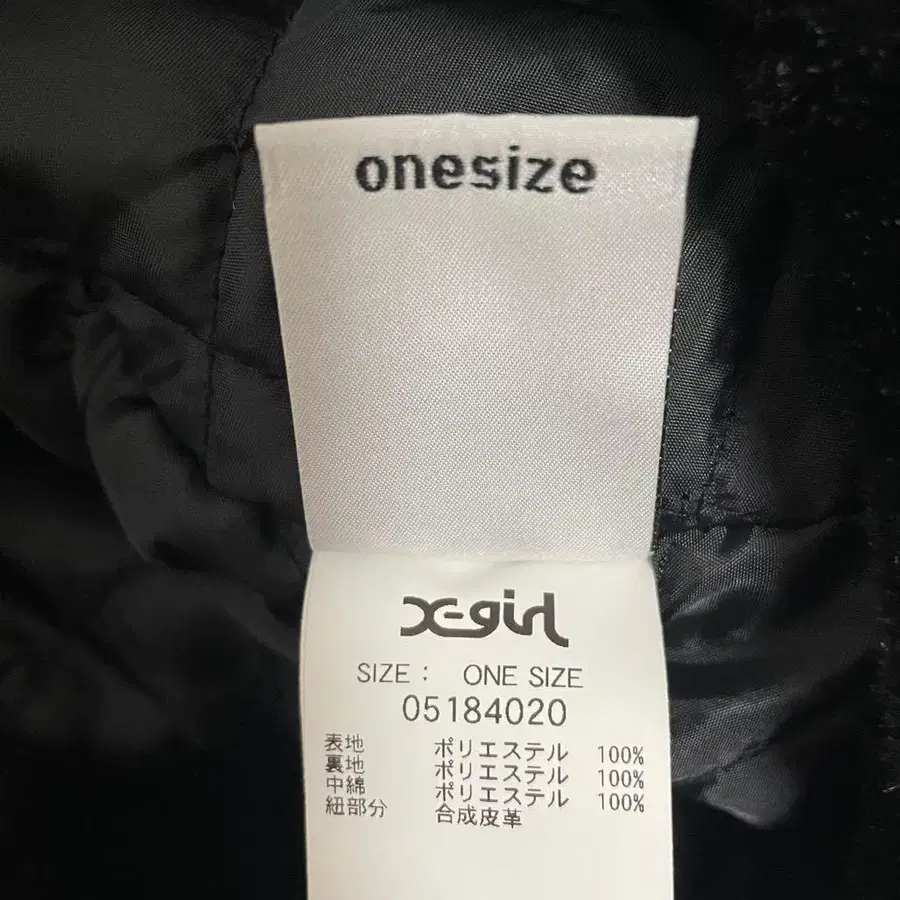 onesize
X-girl
SIZE : ONE SIZE
05184020
表地 ポリエステル 100%
裏地 ポリエステル 100%
中綿 ポリエステル 100%
紐部分 合成皮革